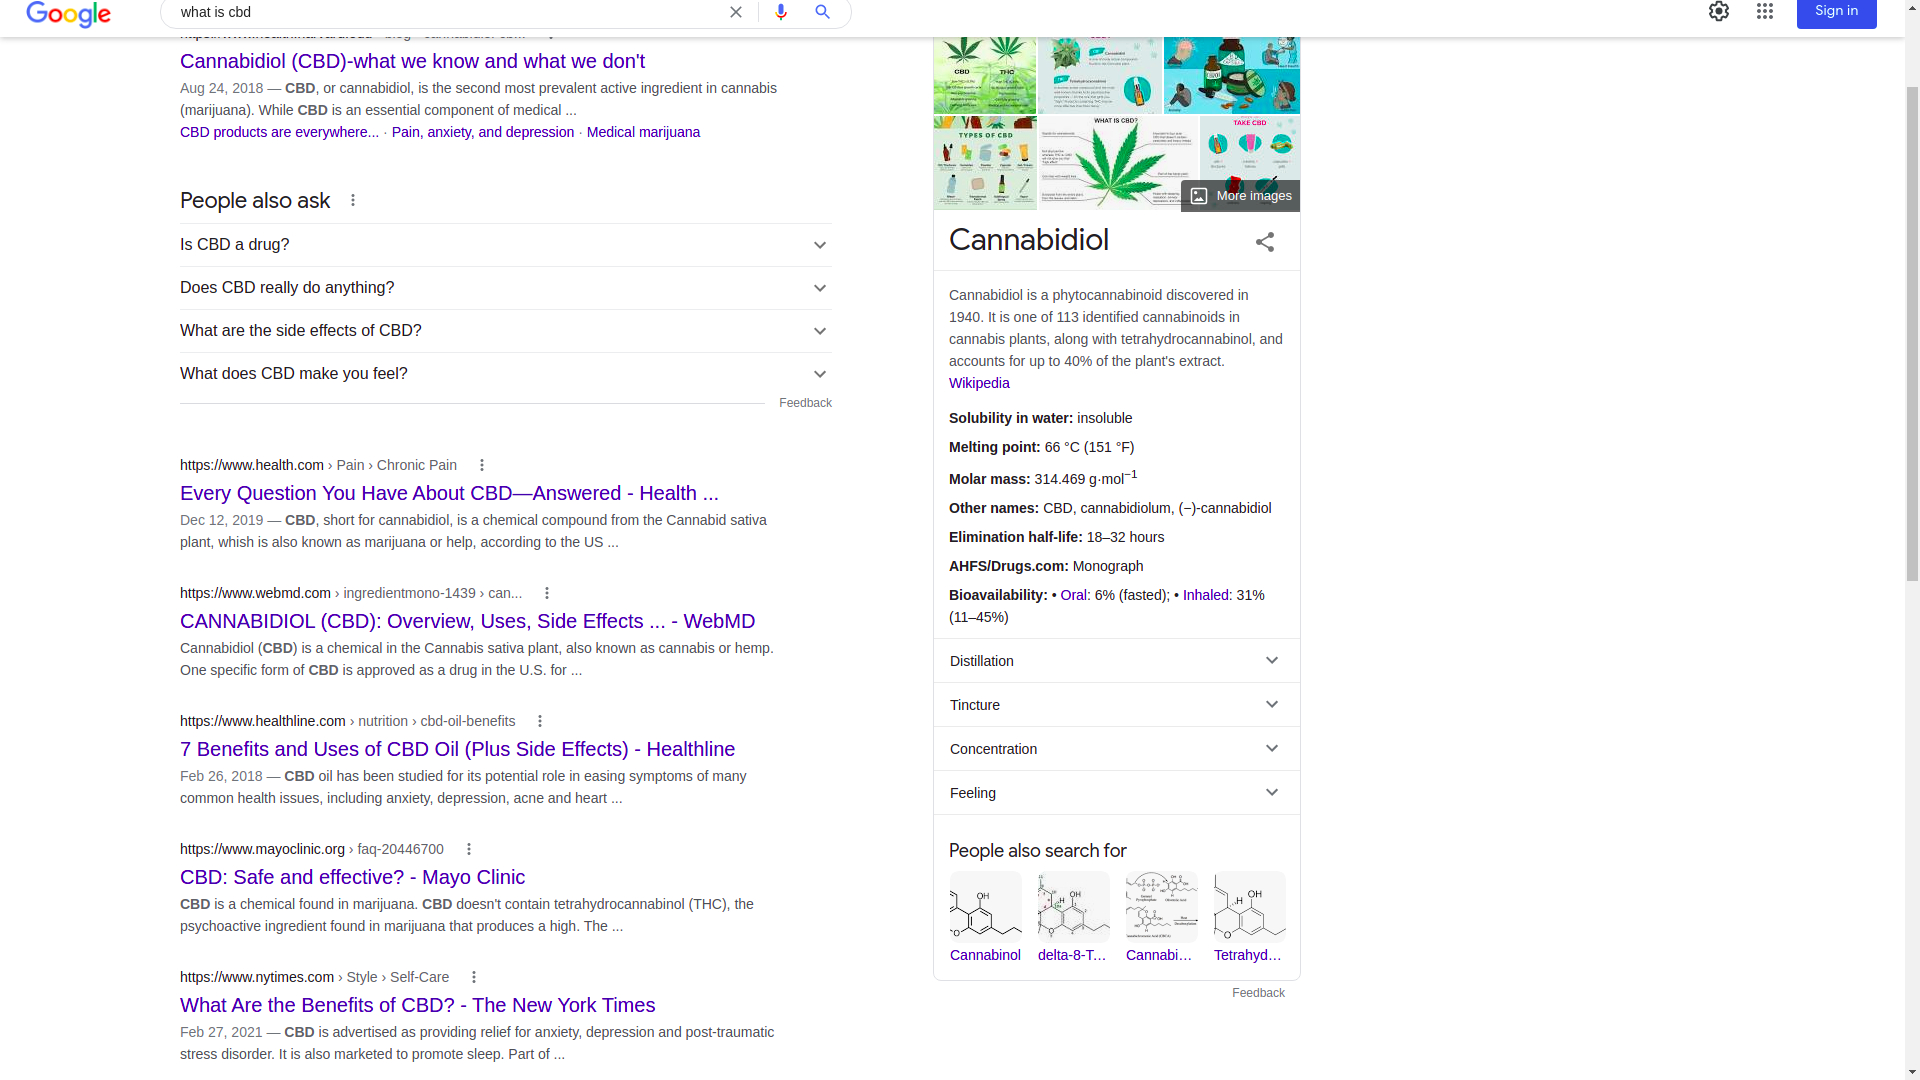 Google
what is cbd
Sign in
Cannabidiol (CBD)-what we know and what we don't
Aug 24, 2018 — CBD, or cannabidiol, is the second most prevalent active ingredient in cannabis
(marijuana). While CBD is an essential component of medical ...
CBD products are everywhere... · Pain, anxiety, and depression · Medical marijuana
People also ask
Is CBD a drug?
Does CBD really do anything?
What are the side effects of CBD?
What does CBD make you feel?
Feedback
https://www.health.com › Pain › Chronic Pain
Every Question You Have About CBD—Answered - Health ...
Dec 12, 2019 — CBD, short for cannabidiol, is a chemical compound from the Cannabid sativa
plant, whish is also known as marijuana or help, according to the US ...
https://www.webmd.com › ingredientmono-1439 › can...
CANNABIDIOL (CBD): Overview, Uses, Side Effects ... - WebMD
Cannabidiol (CBD) is a chemical in the Cannabis sativa plant, also known as cannabis or hemp.
One specific form of CBD is approved as a drug in the U.S. for ...
https://www.healthline.com › nutrition › cbd-oil-benefits
7 Benefits and Uses of CBD Oil (Plus Side Effects) - Healthline
Feb 26, 2018 — CBD oil has been studied for its potential role in easing symptoms of many
common health issues, including anxiety, depression, acne and heart ...
https://www.mayoclinic.org › faq-20446700
CBD: Safe and effective? - Mayo Clinic
CBD is a chemical found in marijuana. CBD doesn't contain tetrahydrocannabinol (THC), the
psychoactive ingredient found in marijuana that produces a high. The ...
https://www.nytimes.com › Style › Self-Care
What Are the Benefits of CBD? - The New York Times
Feb 27, 2021 — CBD is advertised as providing relief for anxiety, depression and post-traumatic
stress disorder. It is also marketed to promote sleep. Part of ...
CBD THC
TYPES OF CBD
WHAT IS CBD?
TAKE CBD
More images
Cannabidiol
Cannabidiol is a phytocannabinoid discovered in
1940. It is one of 113 identified cannabinoids in
cannabis plants, along with tetrahydrocannabinol, and
accounts for up to 40% of the plant's extract.
Wikipedia
Solubility in water: insoluble
Melting point: 66 °C (151 °F)
Molar mass: 314.469 g·mol−1
Other names: CBD, cannabidiolum, (−)-cannabidiol
Elimination half-life: 18–32 hours
AHFS/Drugs.com: Monograph
Bioavailability: • Oral: 6% (fasted); • Inhaled: 31%
(11–45%)
Distillation
Tincture
Concentration
Feeling
People also search for
OH
OH
OH
H
Cannabinol
delta-8-T...
Cannabi...
Tetrahyd...
Feedback